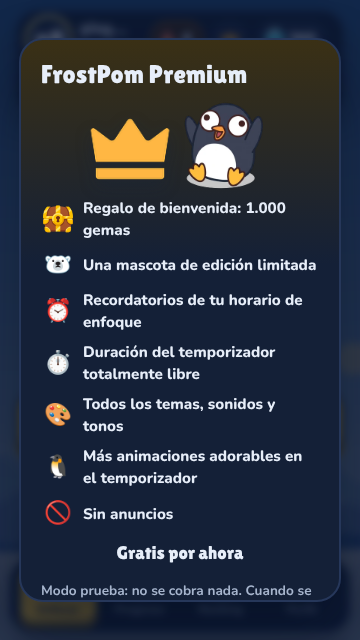 FrostPom Premium
Regalo de bienvenida: 1.000
gemas
Una mascota de edición limitada
Recordatorios de tu horario de
enfoque
Duración del temporizador
totalmente libre
Todos los temas, sonidos y
tonos
Más animaciones adorables en
el temporizador
Sin anuncios
Gratis por ahora
Modo prueba: no se cobra nada. Cuando se